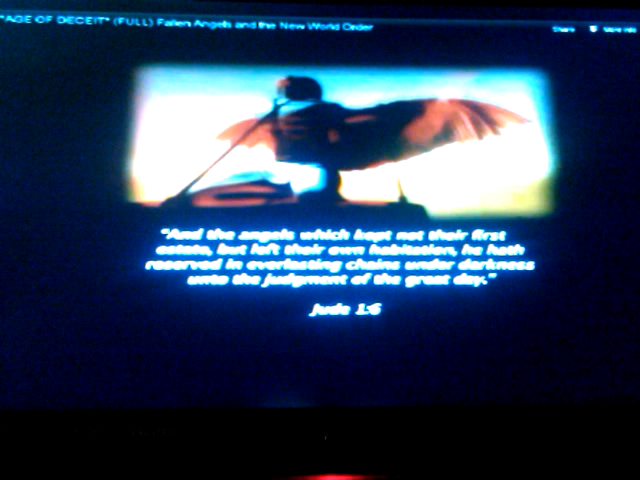 "AGE OF DECEIT" (FULL) Fallen Angels and the New World Order
Share
"And the angels which kept not their first
estate, but left their own habitation, he hath
reserved in everlasting chains under darkness
unto the judgment of the great day."
Jude 1:6